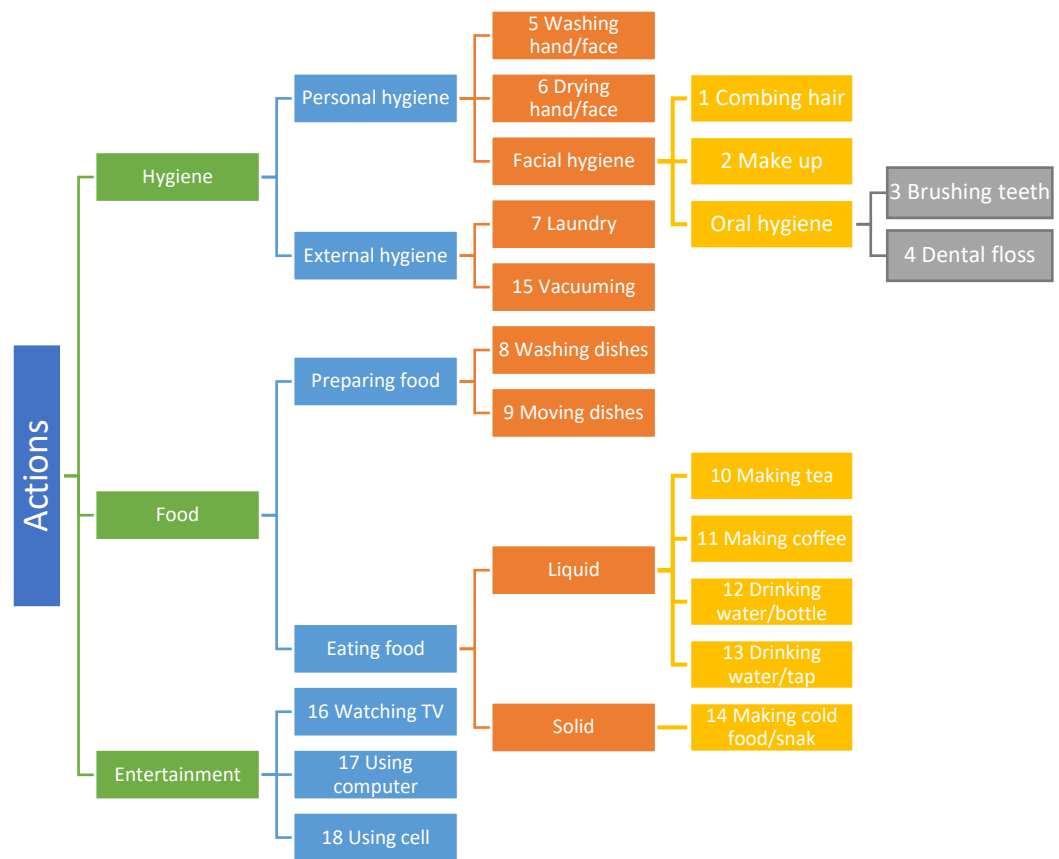 Actions
Hygiene
Personal hygiene
5 Washing
hand/face
6 Drying
hand/face
Facial hygiene
1 Combing hair
2 Make up
Oral hygiene
3 Brushing teeth
4 Dental floss
External hygiene
7 Laundry
15 Vacuuming
Food
Preparing food
8 Washing dishes
9 Moving dishes
Eating food
Liquid
10 Making tea
11 Making coffee
12 Drinking
water/bottle
13 Drinking
water/tap
Solid
14 Making cold
food/snak
Entertainment
16 Watching TV
17 Using
computer
18 Using cell